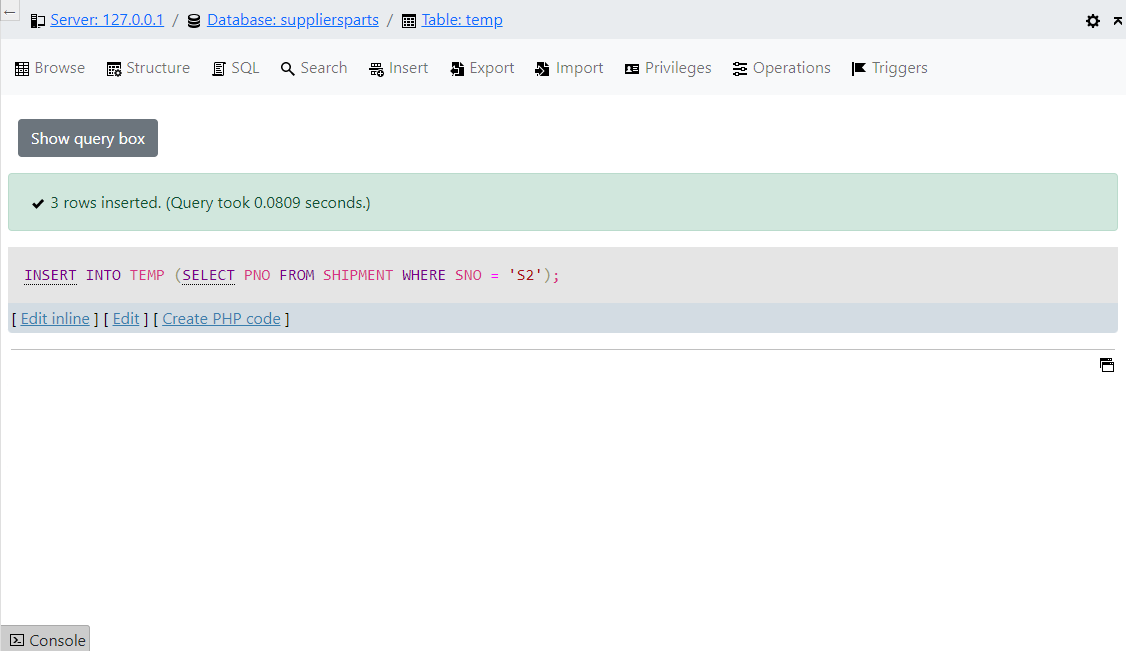 ← Server: 127.0.0.1 / Database: suppliersparts / Table: temp
Browse Structure SQL Search Insert Export Import Privileges Operations Triggers
Show query box
3 rows inserted. (Query took 0.0809 seconds.)
INSERT INTO TEMP (SELECT PNO FROM SHIPMENT WHERE SNO = 'S2');
[ Edit inline ] [ Edit ] [ Create PHP code ]
Console